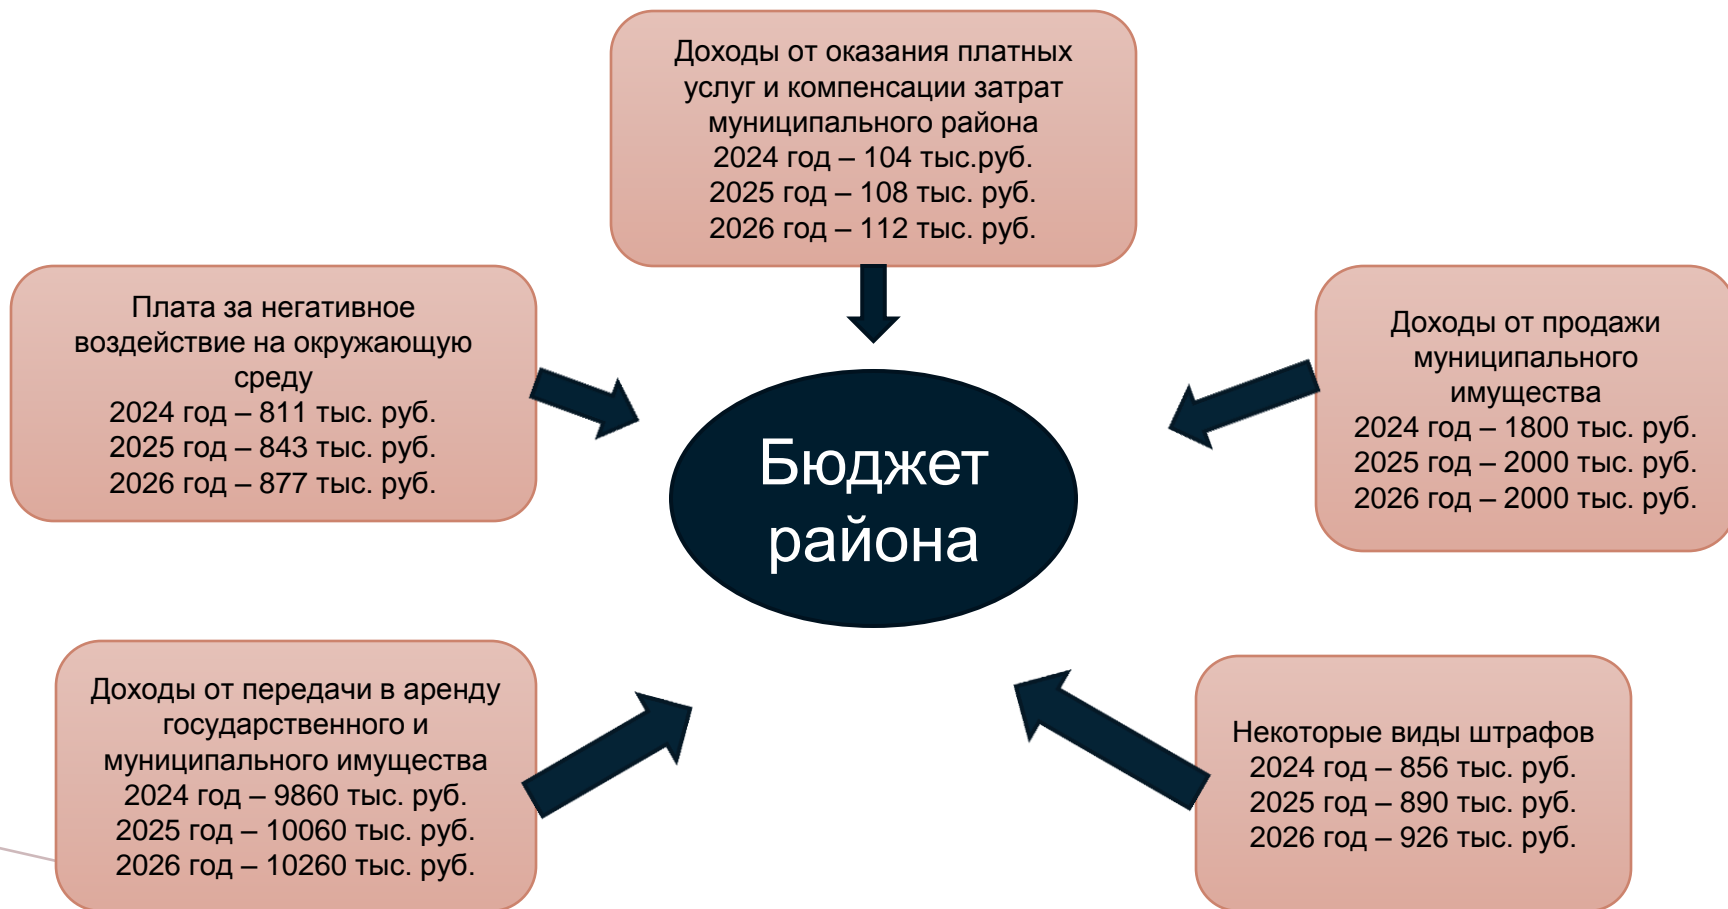 Доходы от оказания платных
услуг и компенсации затрат
муниципального района
2024 год – 104 тыс.руб.
2025 год – 108 тыс. руб.
2026 год – 112 тыс. руб.
Плата за негативное
воздействие на окружающую
среду
2024 год – 811 тыс. руб.
2025 год – 843 тыс. руб.
2026 год – 877 тыс. руб.
Доходы от продажи
муниципального
имущества
2024 год – 1800 тыс. руб.
2025 год – 2000 тыс. руб.
2026 год – 2000 тыс. руб.
Бюджет
района
Доходы от передачи в аренду
государственного и
муниципального имущества
2024 год – 9860 тыс. руб.
2025 год – 10060 тыс. руб.
2026 год – 10260 тыс. руб.
Некоторые виды штрафов
2024 год – 856 тыс. руб.
2025 год – 890 тыс. руб.
2026 год – 926 тыс. руб.